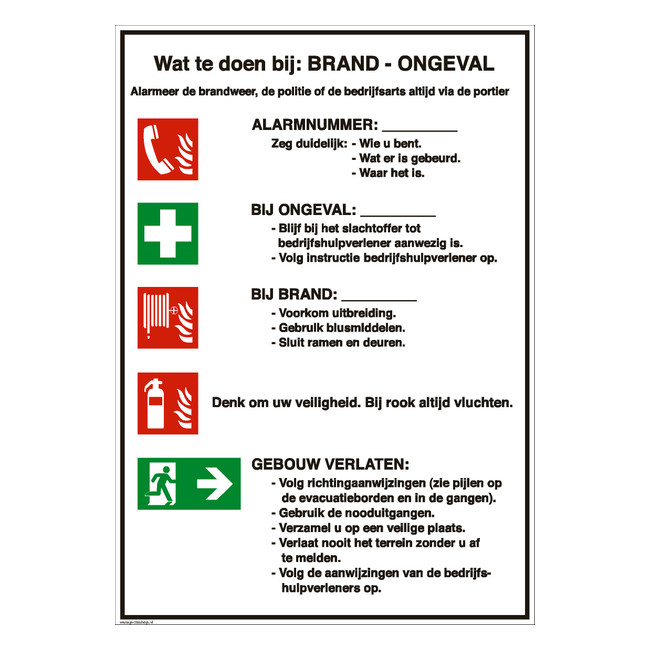 Wat te doen bij: BRAND - ONGEVAL
Alarmeer de brandweer, de politie of de bedrijfsarts altijd via de portier
ALARMNUMMER: __________
Zeg duidelijk: - Wie u bent.
- Wat er is gebeurd.
- Waar het is.
BIJ ONGEVAL: __________
- Blijf bij het slachtoffer tot
bedrijfshulpverlener aanwezig is.
- Volg instructie bedrijfshulpverlener op.
BIJ BRAND: __________
- Voorkom uitbreiding.
- Gebruik blusmiddelen.
- Sluit ramen en deuren.
Denk om uw veiligheid. Bij rook altijd vluchten.
GEBOUW VERLATEN:
- Volg richtingaanwijzingen (zie pijlen op
de evacuatieborden en in de gangen).
- Gebruik de nooduitgangen.
- Verzamel u op een veilige plaats.
- Verlaat nooit het terrein zonder u af
te melden.
- Volg de aanwijzingen van de bedrijfs-
hulpverleners op.